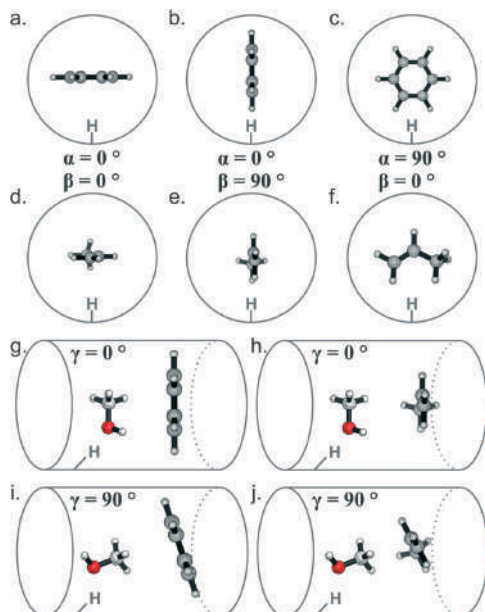 a. b. c.
H H H
α = 0 ° α = 0 ° α = 90 °
β = 0 ° β = 90 ° β = 0 °
d. e. f.
H H H
g. γ = 0 ° h. γ = 0 °
H H
i. γ = 90 ° j. γ = 90 °
H H